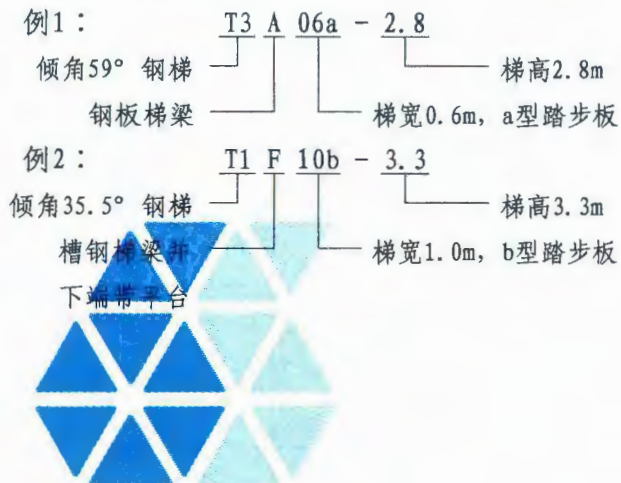 例1： T3 A 06a - 2.8
倾角59° 钢梯 梯高2.8m
钢板梯梁 梯宽0.6m, a型踏步板
例2： T1 F 10b - 3.3
倾角35.5° 钢梯 梯高3.3m
槽钢梯梁并 梯宽1.0m, b型踏步板
下端带平台